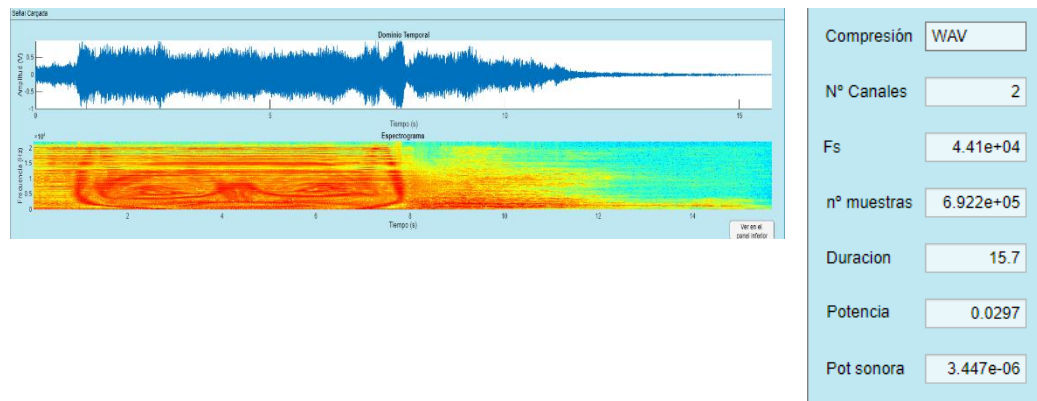 Señal Cargada
Dominio Temporal
Amplitud (V)
0.5
0
-0.5
-1
0
5
10
15
Tiempo (s)
Espectrograma
×10⁴
Frecuencia (Hz)
2
1.5
1
0.5
0
2
4
6
8
10
12
14
Tiempo (s)
Ver en el
panel inferior
Compresión WAV
Nº Canales 2
Fs 4.41e+04
nº muestras 6.922e+05
Duracion 15.7
Potencia 0.0297
Pot sonora 3.447e-06